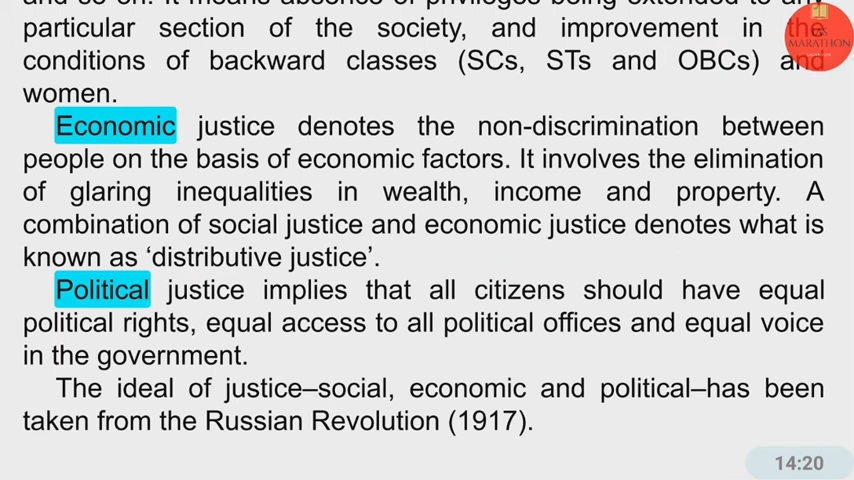 particular section of the society, and improvement in the
conditions of backward classes (SCs, STs and OBCs) and
women.
Economic justice denotes the non-discrimination between
people on the basis of economic factors. It involves the elimination
of glaring inequalities in wealth, income and property. A
combination of social justice and economic justice denotes what is
known as ‘distributive justice’.
Political justice implies that all citizens should have equal
political rights, equal access to all political offices and equal voice
in the government.
The ideal of justice–social, economic and political–has been
taken from the Russian Revolution (1917).
MARATHON
14:20